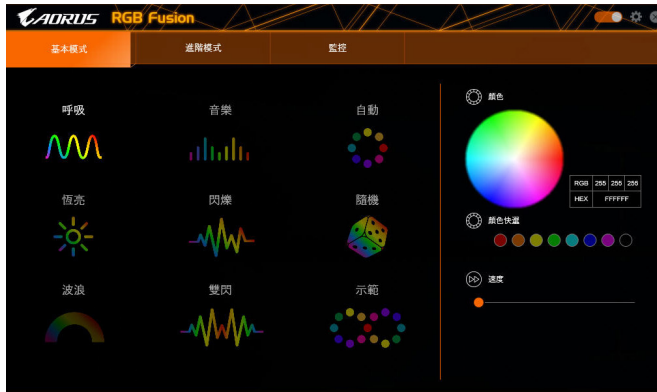 AORUS RGB Fusion
基本模式 進階模式 監控
呼吸 音樂 自動
恆亮 閃爍 隨機
波浪 雙閃 示範
顏色
RGB 255 255 255
HEX FFFFFF
顏色快選
速度